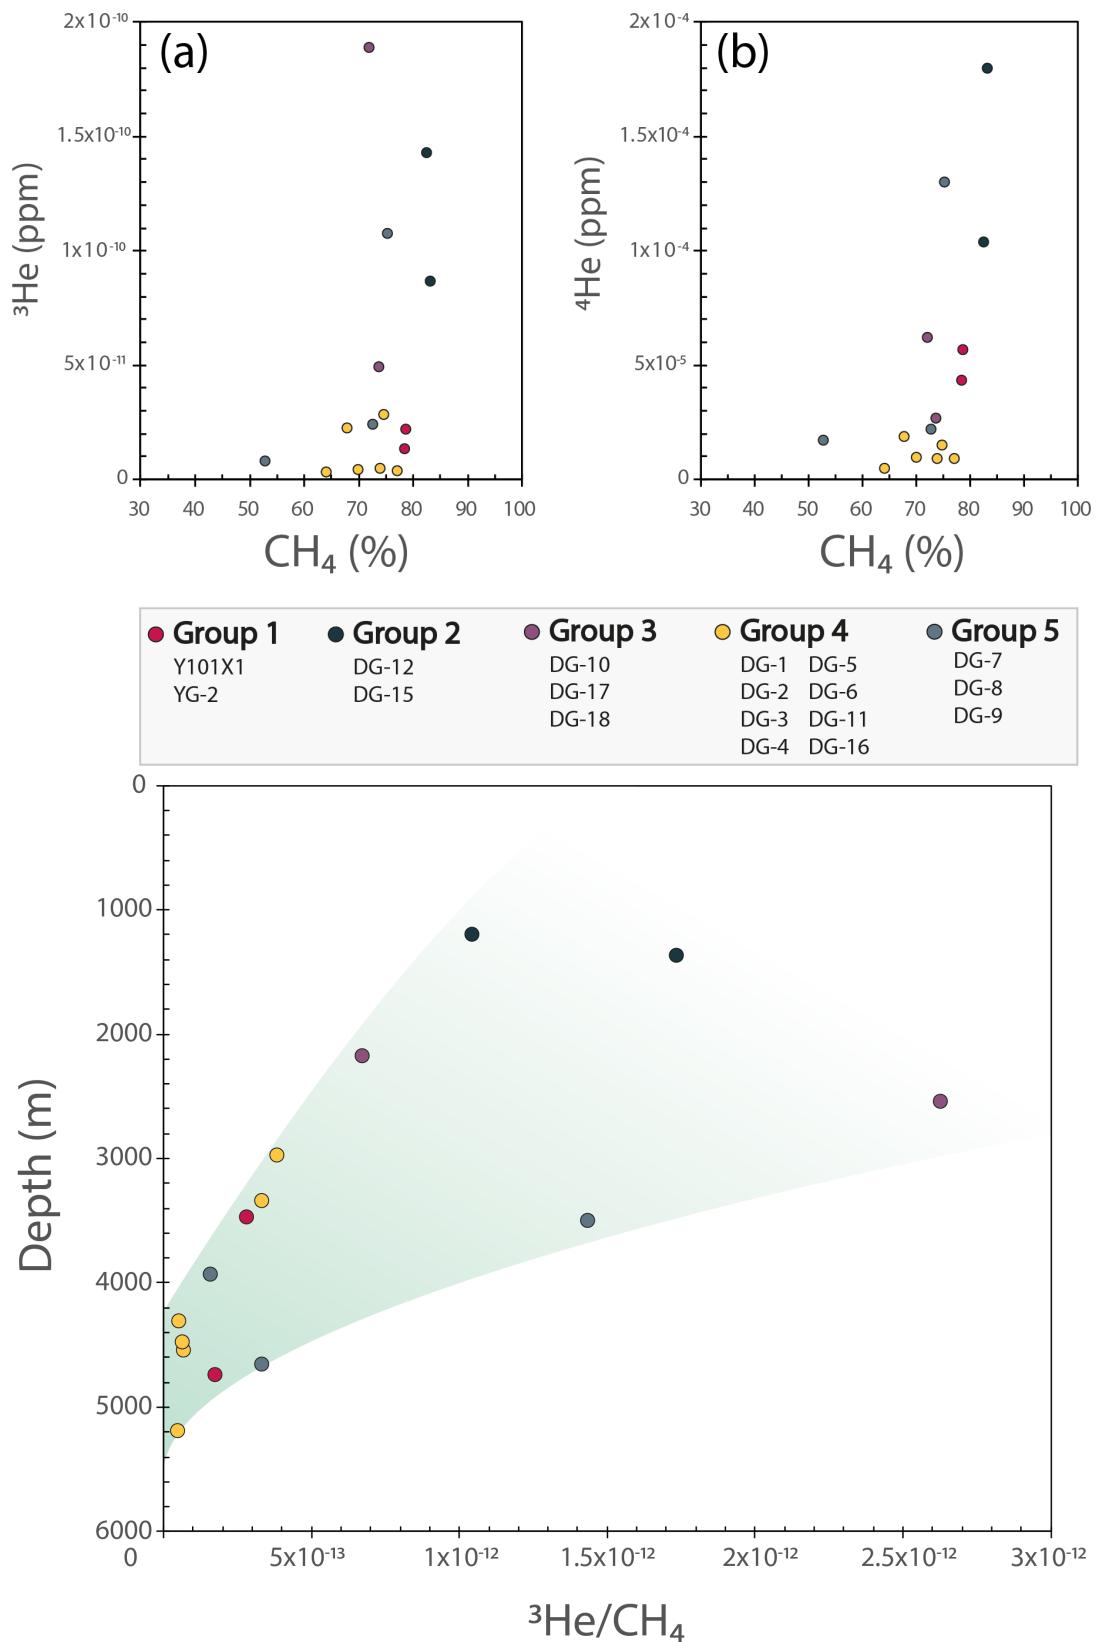 (a)
2x10⁻¹⁰
1.5x10⁻¹⁰
1x10⁻¹⁰
5x10⁻¹¹
0
³He (ppm)
30 40 50 60 70 80 90 100
CH₄ (%)
(b)
2x10⁻⁴
1.5x10⁻⁴
1x10⁻⁴
5x10⁻⁵
0
⁴He (ppm)
30 40 50 60 70 80 90 100
CH₄ (%)
Group 1
Y101X1
YG-2
Group 2
DG-12
DG-15
Group 3
DG-10
DG-17
DG-18
Group 4
DG-1 DG-5
DG-2 DG-6
DG-3 DG-11
DG-4 DG-16
Group 5
DG-7
DG-8
DG-9
0
1000
2000
3000
4000
5000
6000
Depth (m)
0 5x10⁻¹³ 1x10⁻¹² 1.5x10⁻¹² 2x10⁻¹² 2.5x10⁻¹² 3x10⁻¹²
³He/CH₄